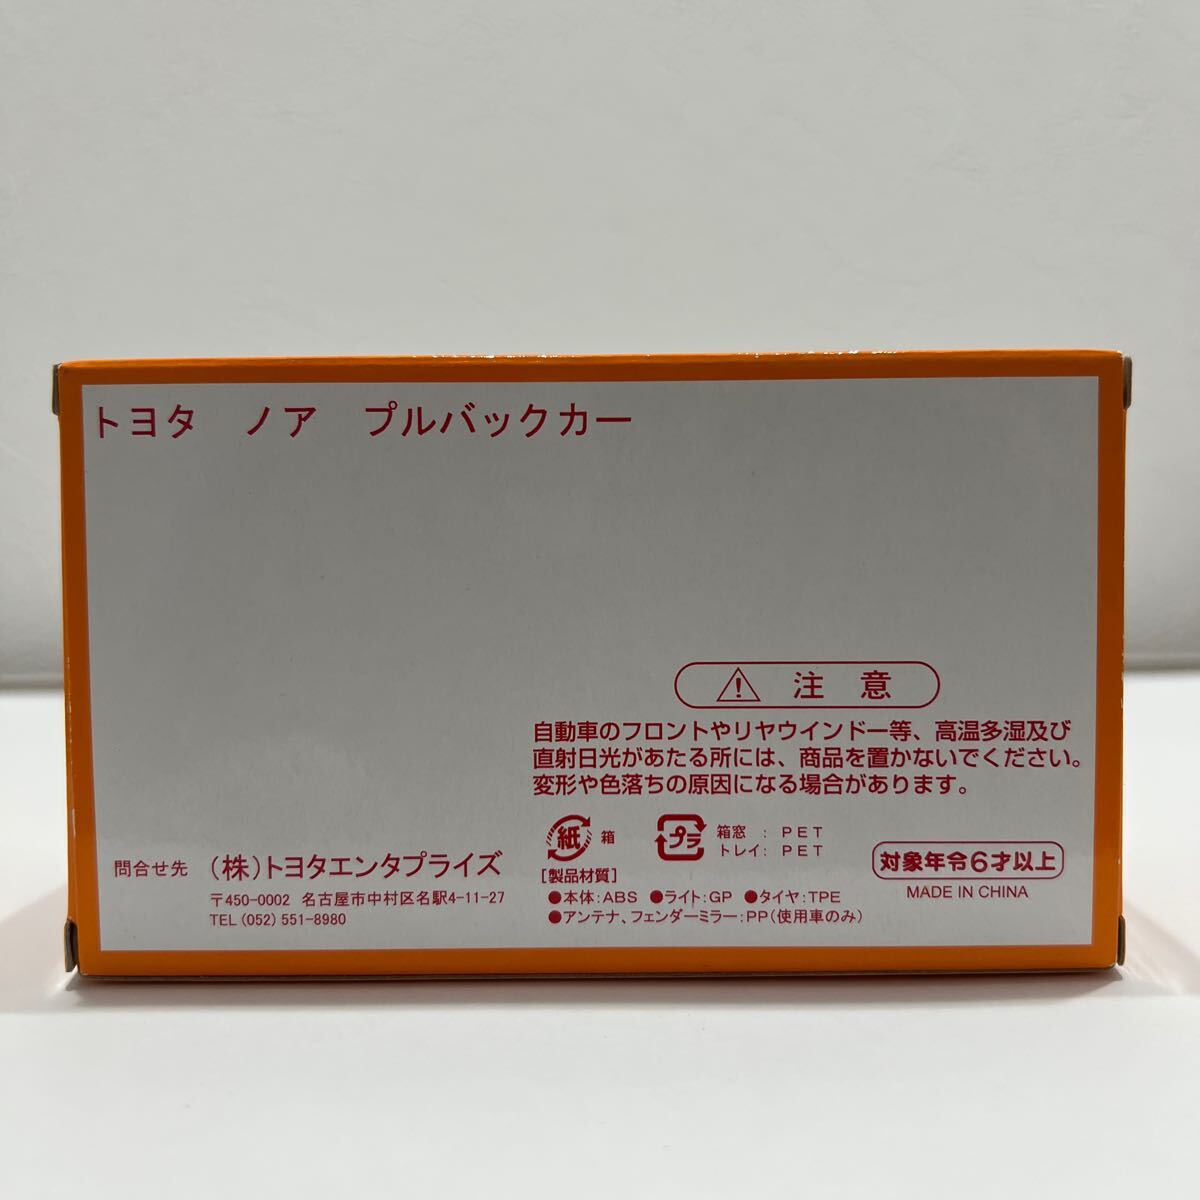 トヨタ　ノア　プルバックカー
注　意
自動車のフロントやリヤウインドー等、高温多湿及び
直射日光があたる所には、商品を置かないでください。
変形や色落ちの原因になる場合があります。
紙 箱
プラ 箱窓 : PET
トレイ: PET
[製品材質]
●本体:ABS ●ライト:GP ●タイヤ:TPE
●アンテナ、フェンダーミラー:PP(使用車のみ)
対象年令6才以上
MADE IN CHINA
問合せ先 (株)トヨタエンタプライズ
〒450-0002 名古屋市中村区名駅4-11-27
TEL (052) 551-8980